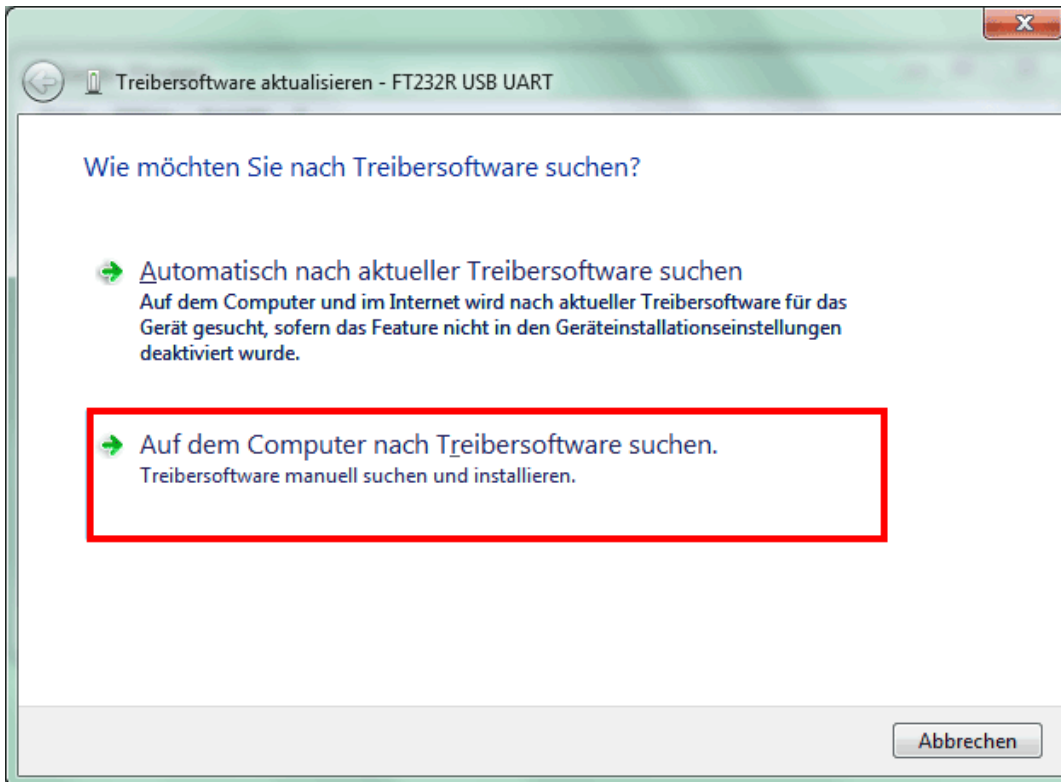 Treibersoftware aktualisieren - FT232R USB UART
Wie möchten Sie nach Treibersoftware suchen?
Automatisch nach aktueller Treibersoftware suchen
Auf dem Computer und im Internet wird nach aktueller Treibersoftware für das
Gerät gesucht, sofern das Feature nicht in den Geräteinstallationseinstellungen
deaktiviert wurde.
Auf dem Computer nach Treibersoftware suchen.
Treibersoftware manuell suchen und installieren.
Abbrechen